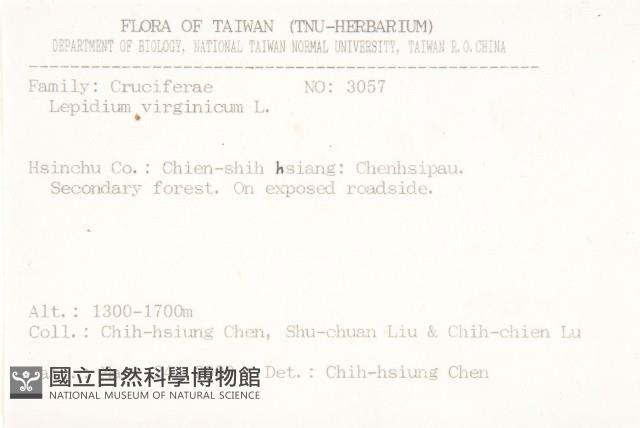 FLORA OF TAIWAN (TNU-HERBARIUM)
DEPARTMENT OF BIOLOGY, NATIONAL TAIWAN NORMAL UNIVERSITY, TAIWAN R.O.CHINA
Family: Cruciferae NO: 3057
Lepidium virginicum L.
Hsinchu Co.: Chien-shih hsiang: Chenhsipau.
Secondary forest. On exposed roadside.
Alt.: 1300-1700m
Coll.: Chih-hsiung Chen, Shu-chuan Liu & Chih-chien Lu
Det.: Chih-hsiung Chen
國立自然科學博物館
NATIONAL MUSEUM OF NATURAL SCIENCE